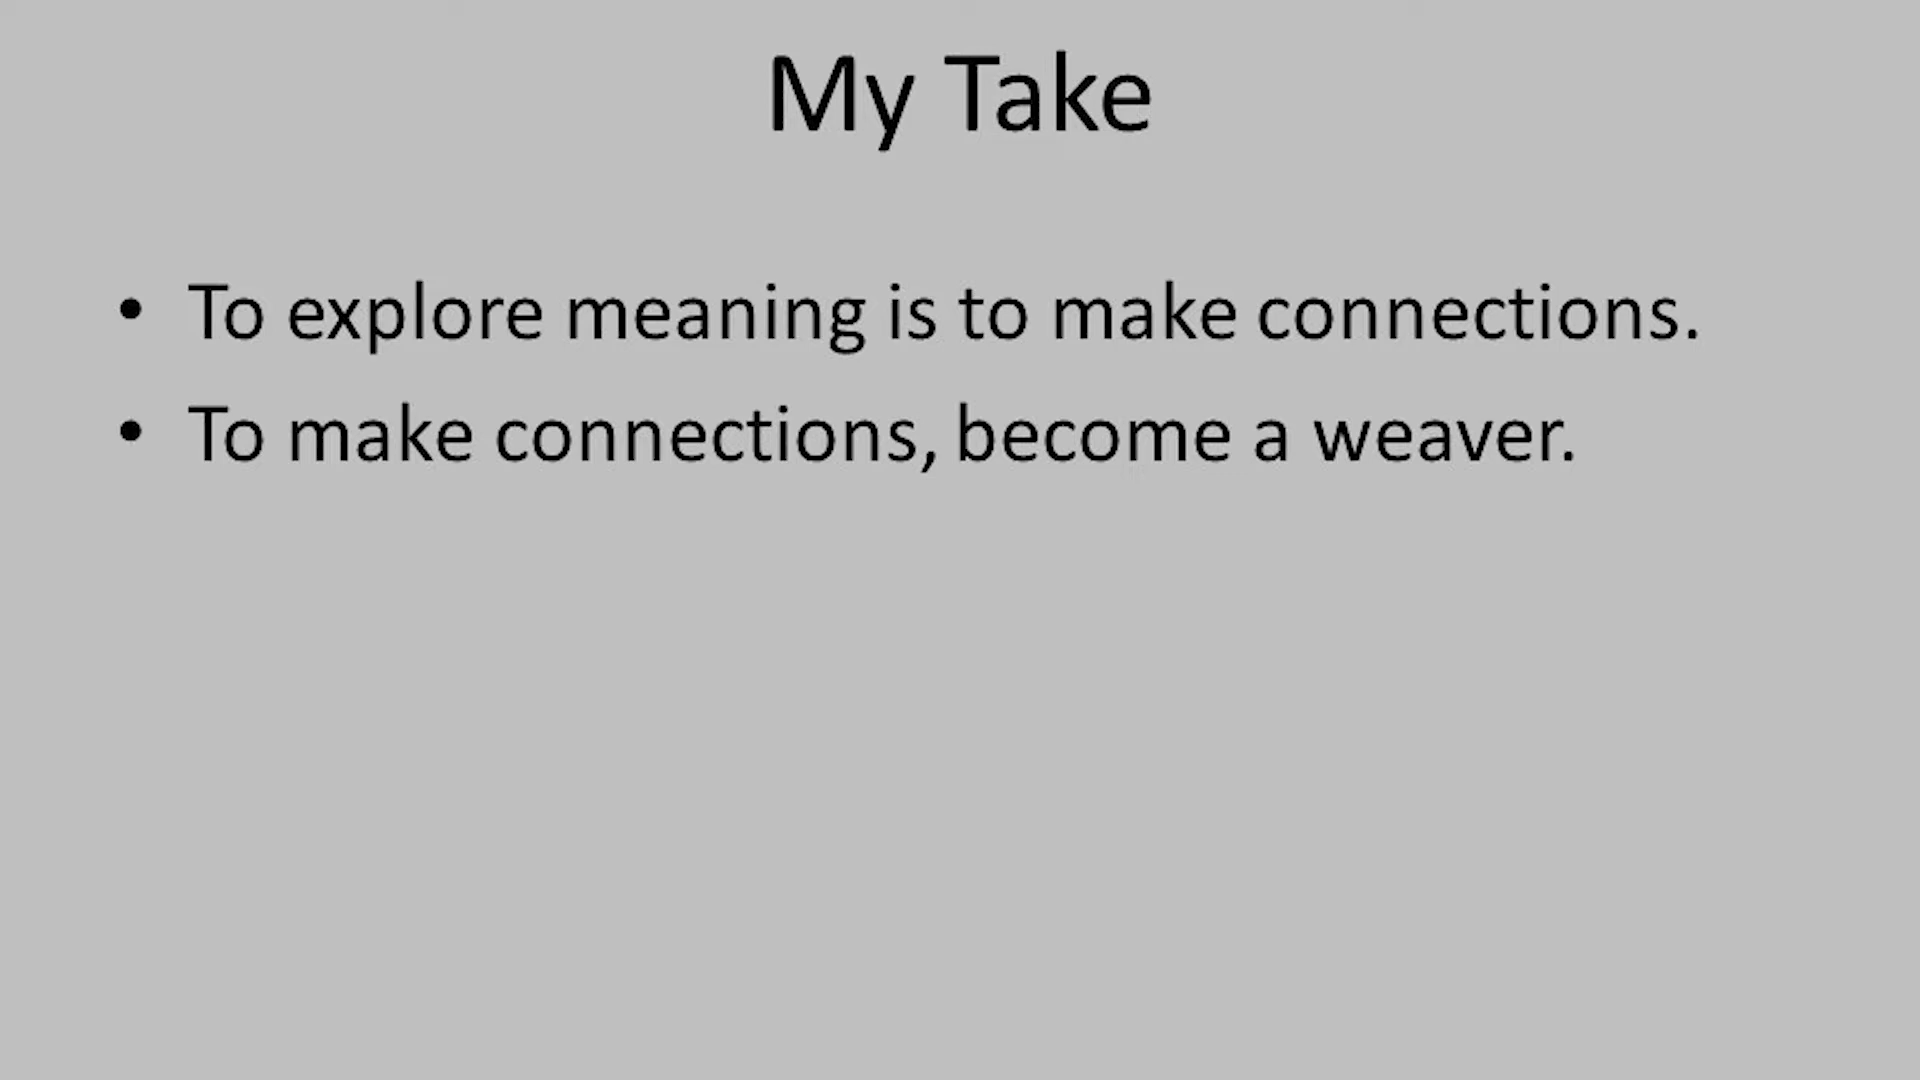 My Take
• To explore meaning is to make connections.
• To make connections, become a weaver.